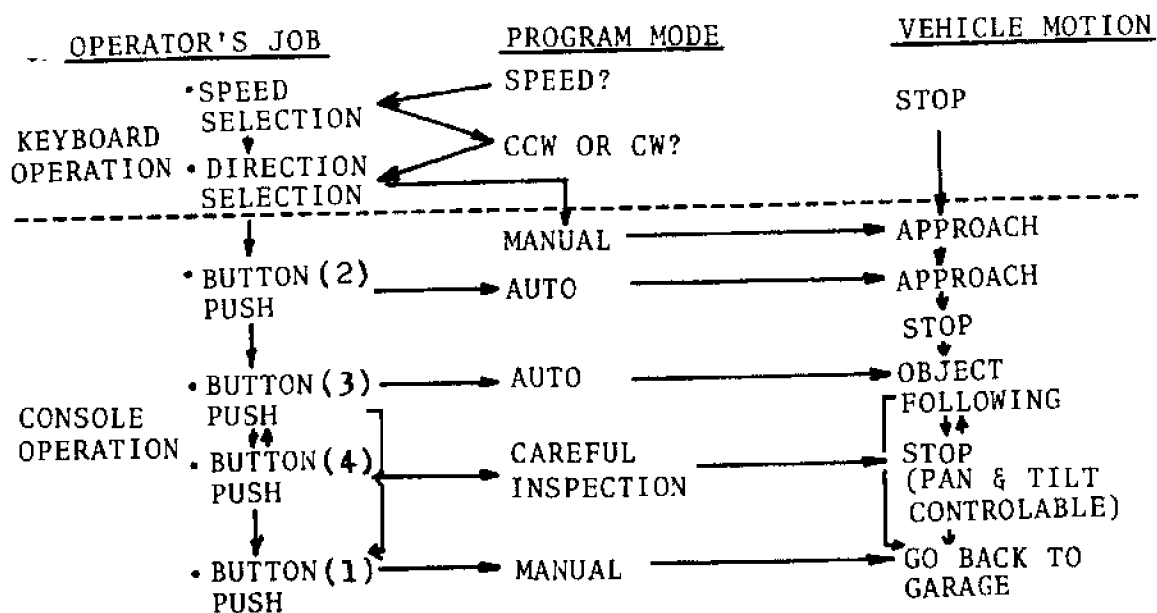 OPERATOR'S JOB PROGRAM MODE VEHICLE MOTION
• SPEED SELECTION
SPEED?
STOP
KEYBOARD OPERATION
CCW OR CW?
• DIRECTION SELECTION
MANUAL
APPROACH
• BUTTON (2) PUSH
AUTO
APPROACH
STOP
• BUTTON (3) PUSH
AUTO
OBJECT FOLLOWING
CONSOLE OPERATION
• BUTTON (4) PUSH
CAREFUL INSPECTION
STOP
(PAN & TILT CONTROLABLE)
• BUTTON (1) PUSH
MANUAL
GO BACK TO GARAGE